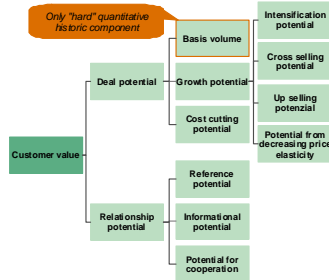 Only "hard" quantitative
historic component
Basis volume
Intensification
potential
Cross selling
potential
Deal potential
Growth potential
Up selling
potenzial
Cost cutting
potential
Potential from
decreasing price
elasticity
Customer value
Reference
potential
Relationship
potential
Informational
potential
Potential for
cooperation